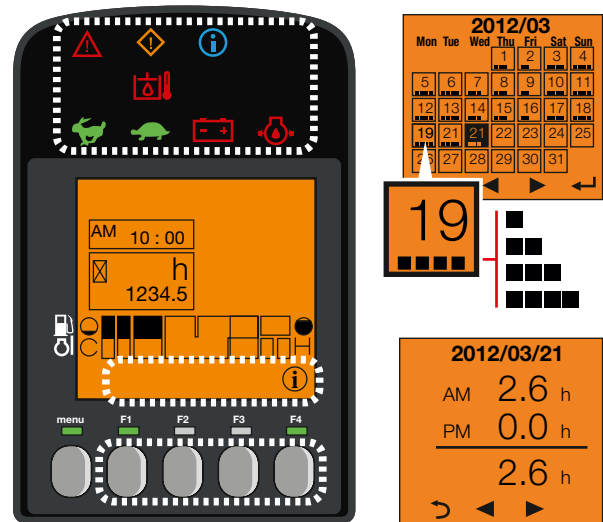 AM 10 : 00
h
1234.5
C H
i
menu F1 F2 F3 F4
2012/03
Mon Tue Wed Thu Fri Sat Sun
1 2 3 4
5 6 7 8 9 10 11
12 13 14 15 16 17 18
19 21 21 22 23 24 25
26 27 28 29 30 31
19
2012/03/21
AM 2.6 h
PM 0.0 h
2.6 h